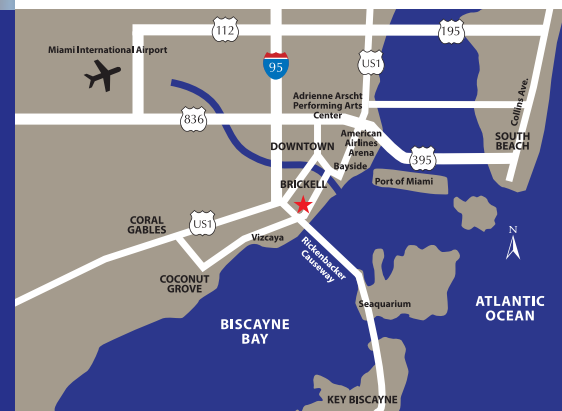 112
195
Miami International Airport
95
US1
Collins Ave.
Adrienne Arscht
Performing Arts
Center
836
American
Airlines
Arena
SOUTH
BEACH
DOWNTOWN
395
Bayside
BRICKELL
Port of Miami
CORAL
GABLES
US1
Vizcaya
N
Rickenbacker
Causeway
COCONUT
GROVE
Seaquarium
ATLANTIC
OCEAN
BISCAYNE
BAY
KEY BISCAYNE